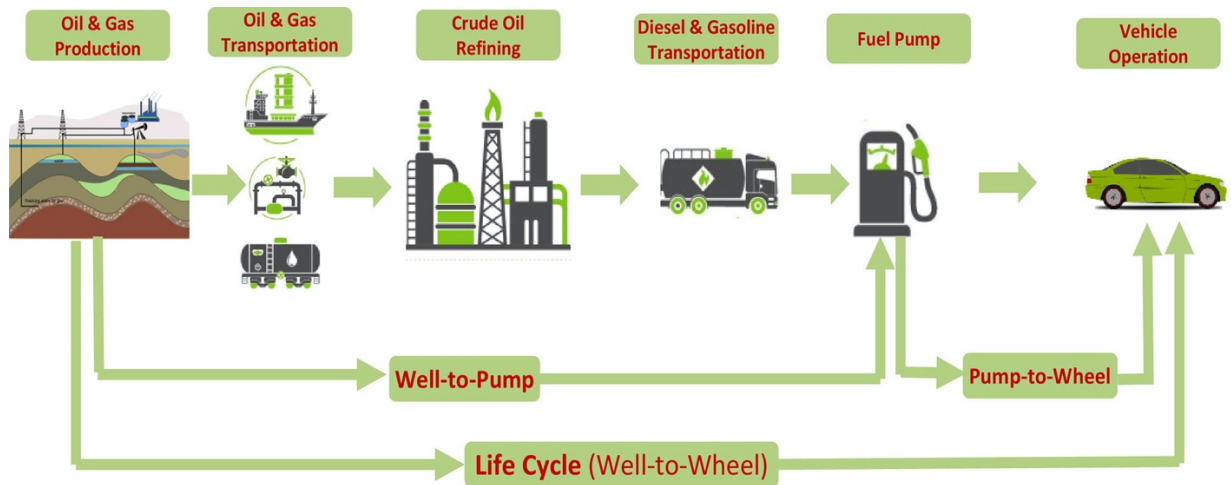 Oil & Gas
Production
Oil & Gas
Transportation
Crude Oil
Refining
Diesel & Gasoline
Transportation
Fuel Pump
Vehicle
Operation
Well-to-Pump
Pump-to-Wheel
Life Cycle (Well-to-Wheel)